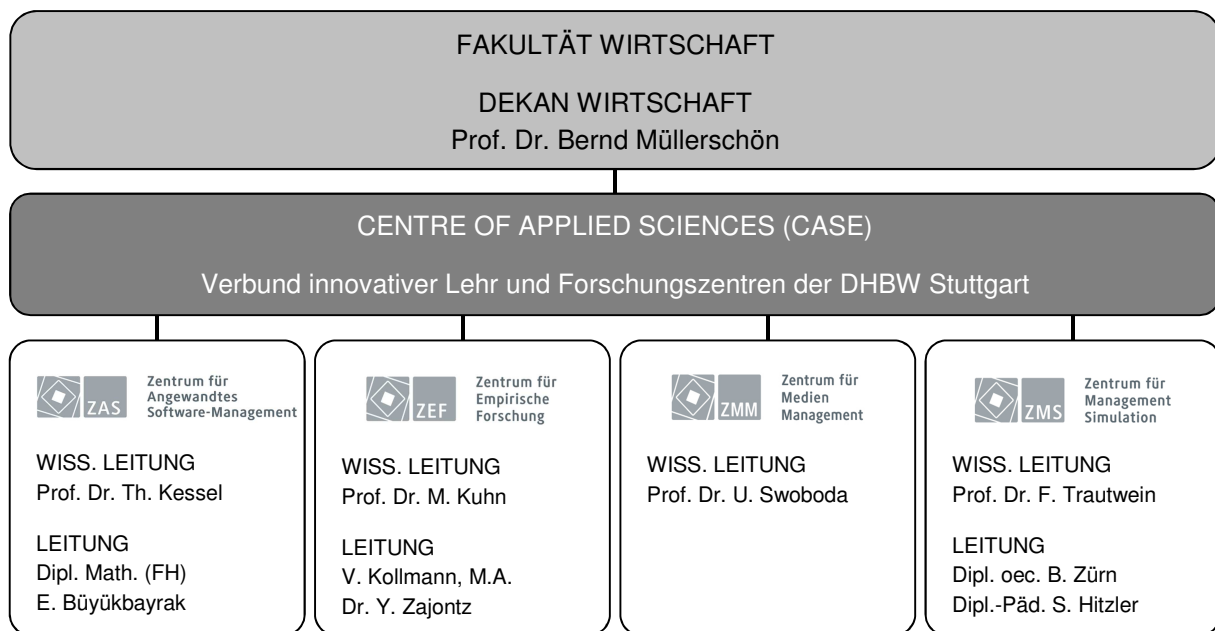 FAKULTÄT WIRTSCHAFT
DEKAN WIRTSCHAFT
Prof. Dr. Bernd Müllerschön
CENTRE OF APPLIED SCIENCES (CASE)
Verbund innovativer Lehr und Forschungszentren der DHBW Stuttgart
ZAS
Zentrum für
Angewandtes
Software-Management
WISS. LEITUNG
Prof. Dr. Th. Kessel
LEITUNG
Dipl. Math. (FH)
E. Büyükbayrak
ZEF
Zentrum für
Empirische
Forschung
WISS. LEITUNG
Prof. Dr. M. Kuhn
LEITUNG
V. Kollmann, M.A.
Dr. Y. Zajontz
ZMM
Zentrum für
Medien
Management
WISS. LEITUNG
Prof. Dr. U. Swoboda
ZMS
Zentrum für
Management
Simulation
WISS. LEITUNG
Prof. Dr. F. Trautwein
LEITUNG
Dipl. oec. B. Zürn
Dipl.-Päd. S. Hitzler